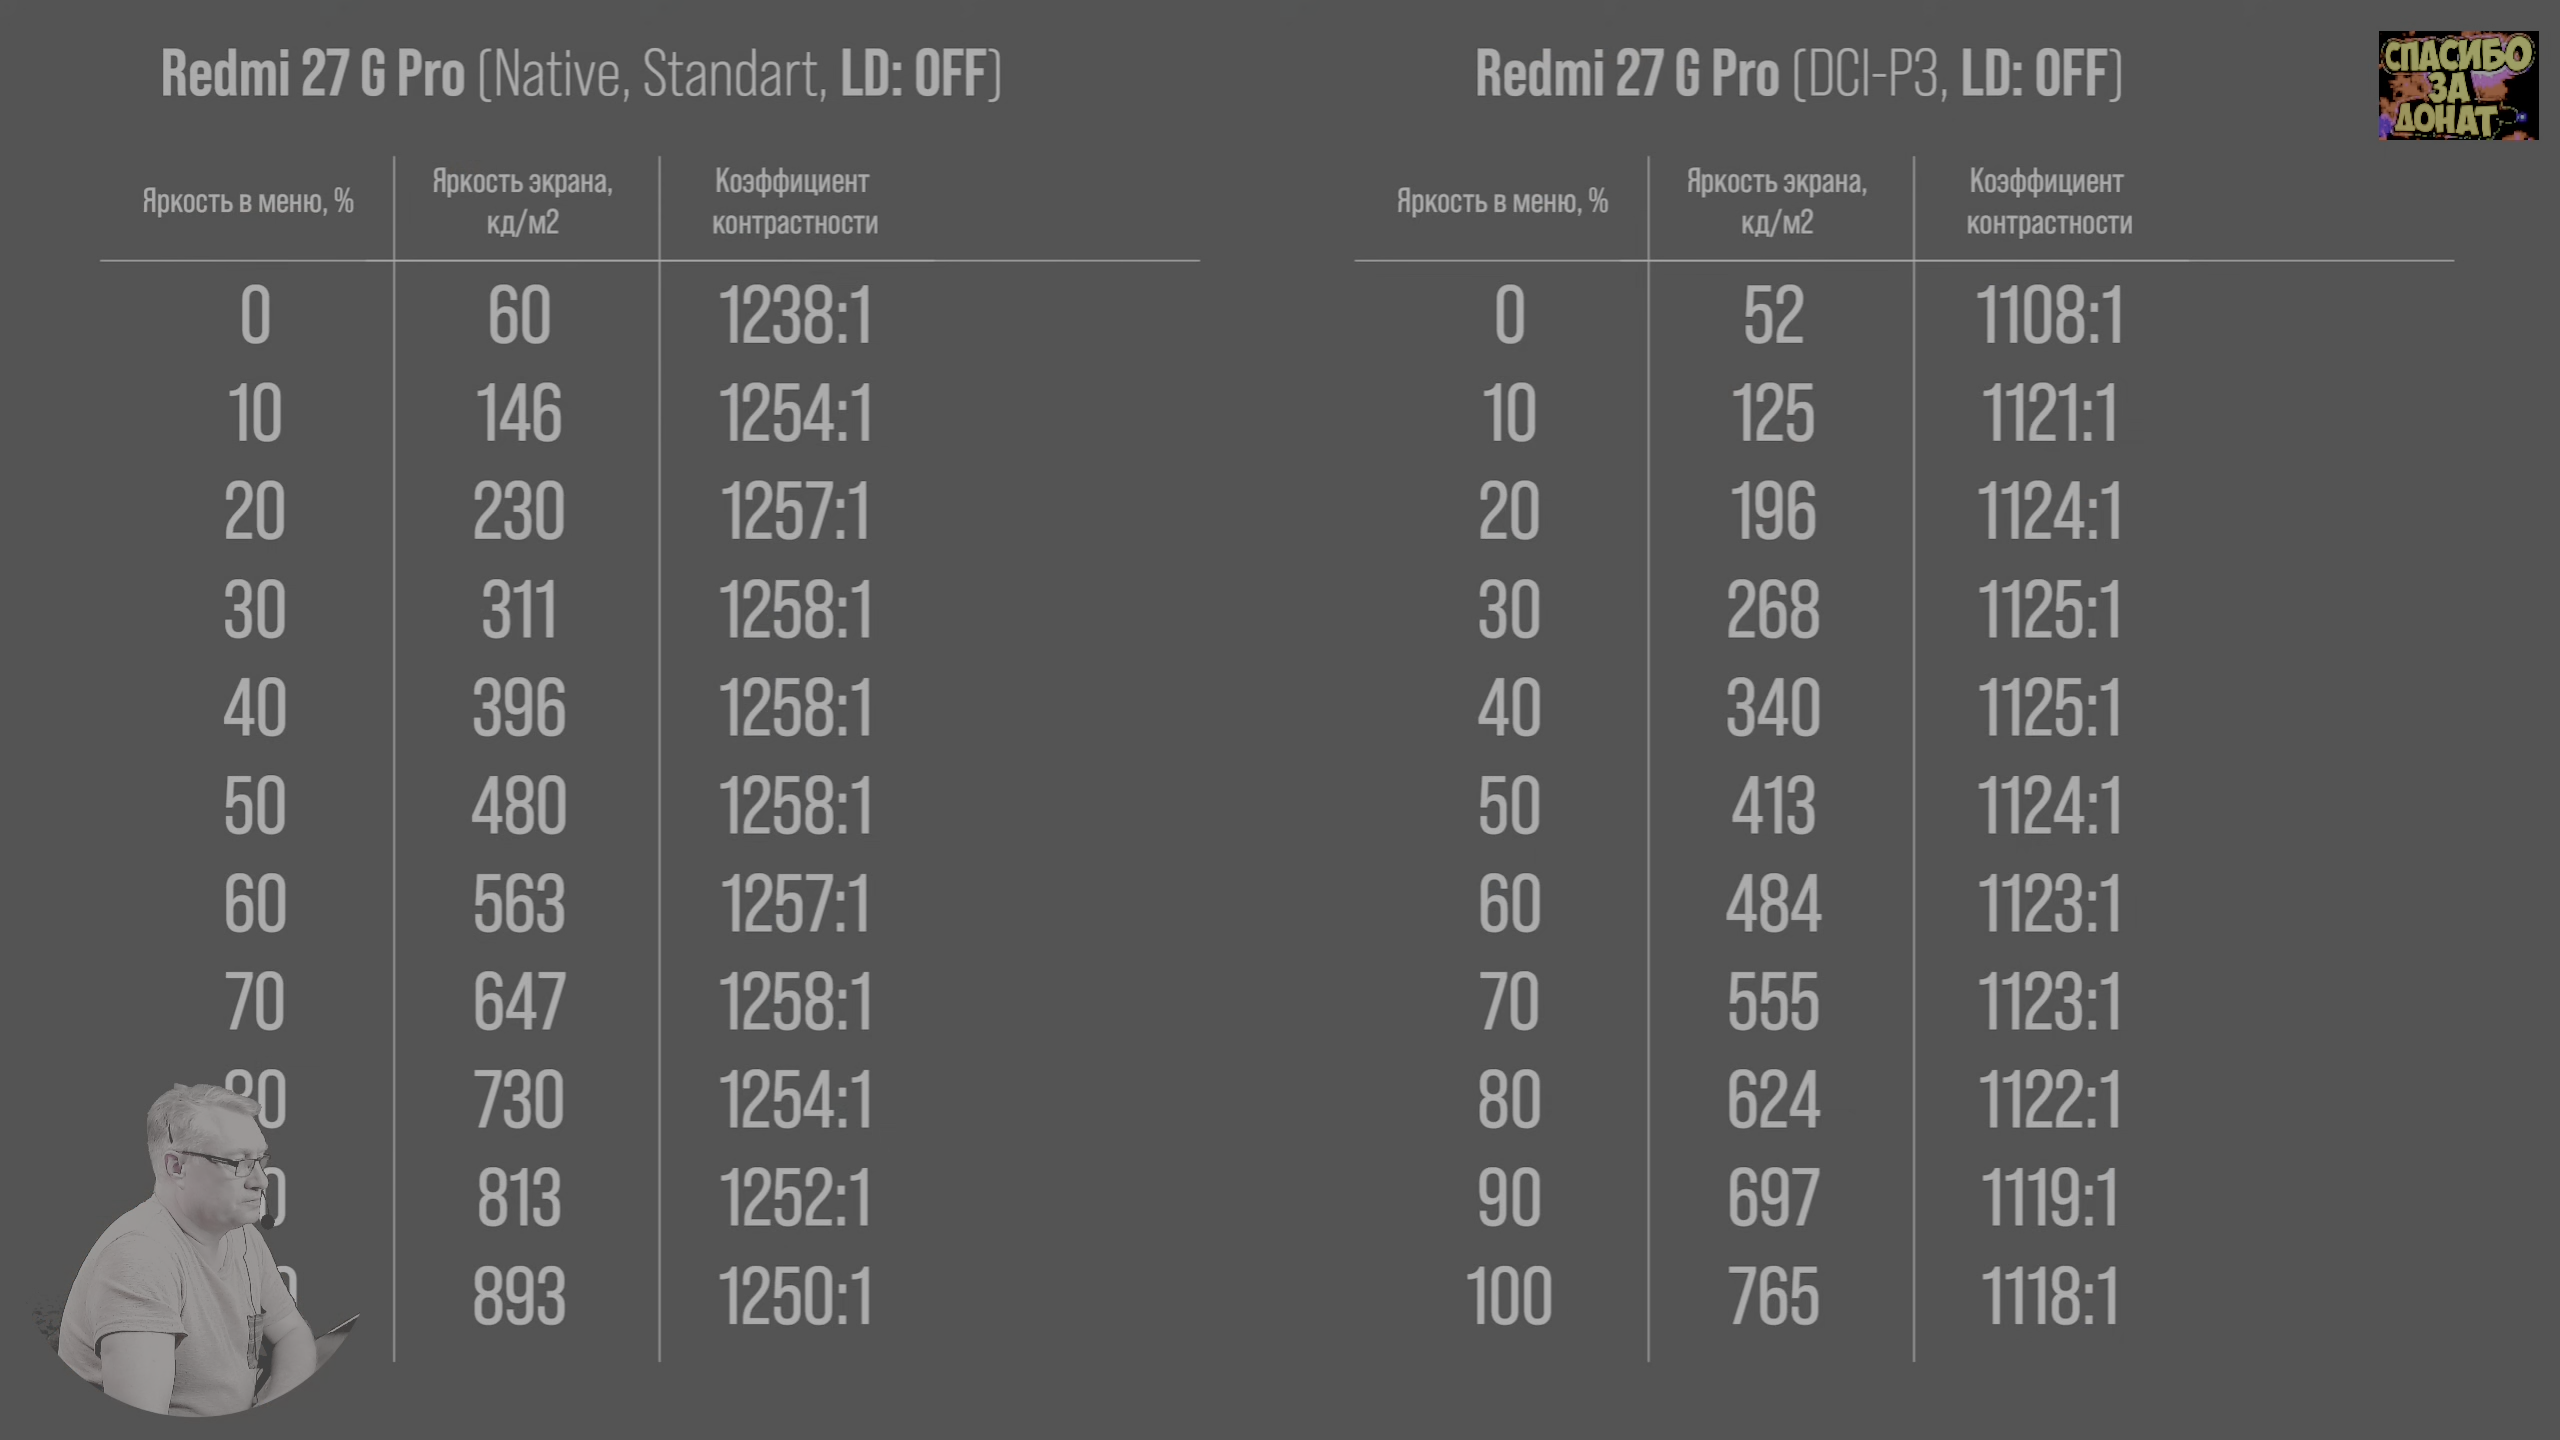 Redmi 27 G Pro (Native, Standart, LD: OFF)
Яркость в меню, %
Яркость экрана,
кд/м2
Коэффициент
контрастности
0 60 1238:1
10 146 1254:1
20 230 1257:1
30 311 1258:1
40 396 1258:1
50 480 1258:1
60 563 1257:1
70 647 1258:1
80 730 1254:1
813 1252:1
893 1250:1
Redmi 27 G Pro (DCI-P3, LD: OFF)
Яркость в меню, %
Яркость экрана,
кд/м2
Коэффициент
контрастности
0 52 1108:1
10 125 1121:1
20 196 1124:1
30 268 1125:1
40 340 1125:1
50 413 1124:1
60 484 1123:1
70 555 1123:1
80 624 1122:1
90 697 1119:1
100 765 1118:1
СПАСИБО
ЗА
ДОНАТ